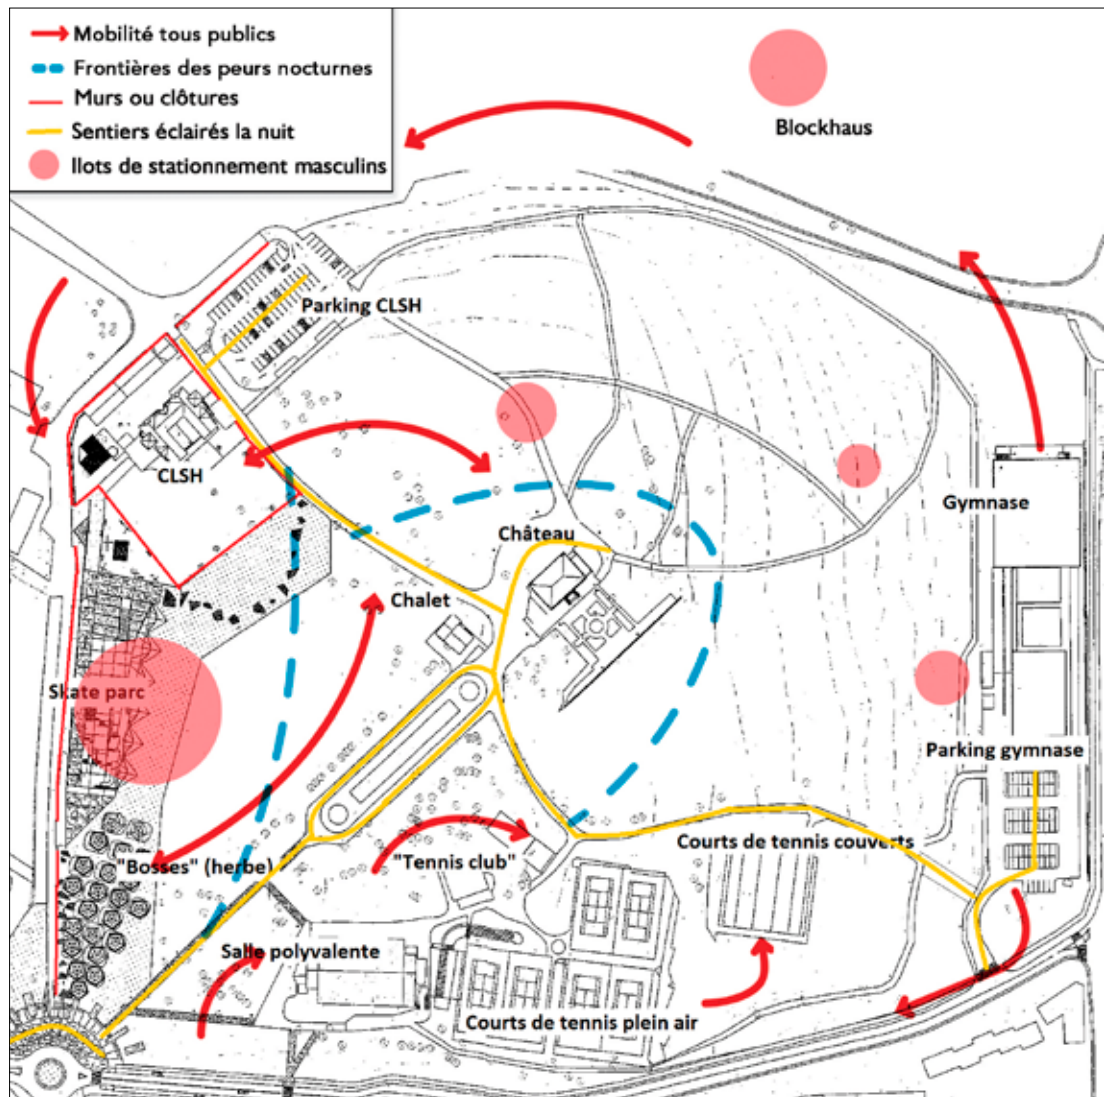 Mobilité tous publics
Frontières des peurs nocturnes
Murs ou clôtures
Sentiers éclairés la nuit
Ilots de stationnement masculins
Blockhaus
Parking CLSH
CLSH
Gymnase
Château
Chalet
Skate parc
Parking gymnase
"Bosses" (herbe)
"Tennis club"
Courts de tennis couverts
Salle polyvalente
Courts de tennis plein air